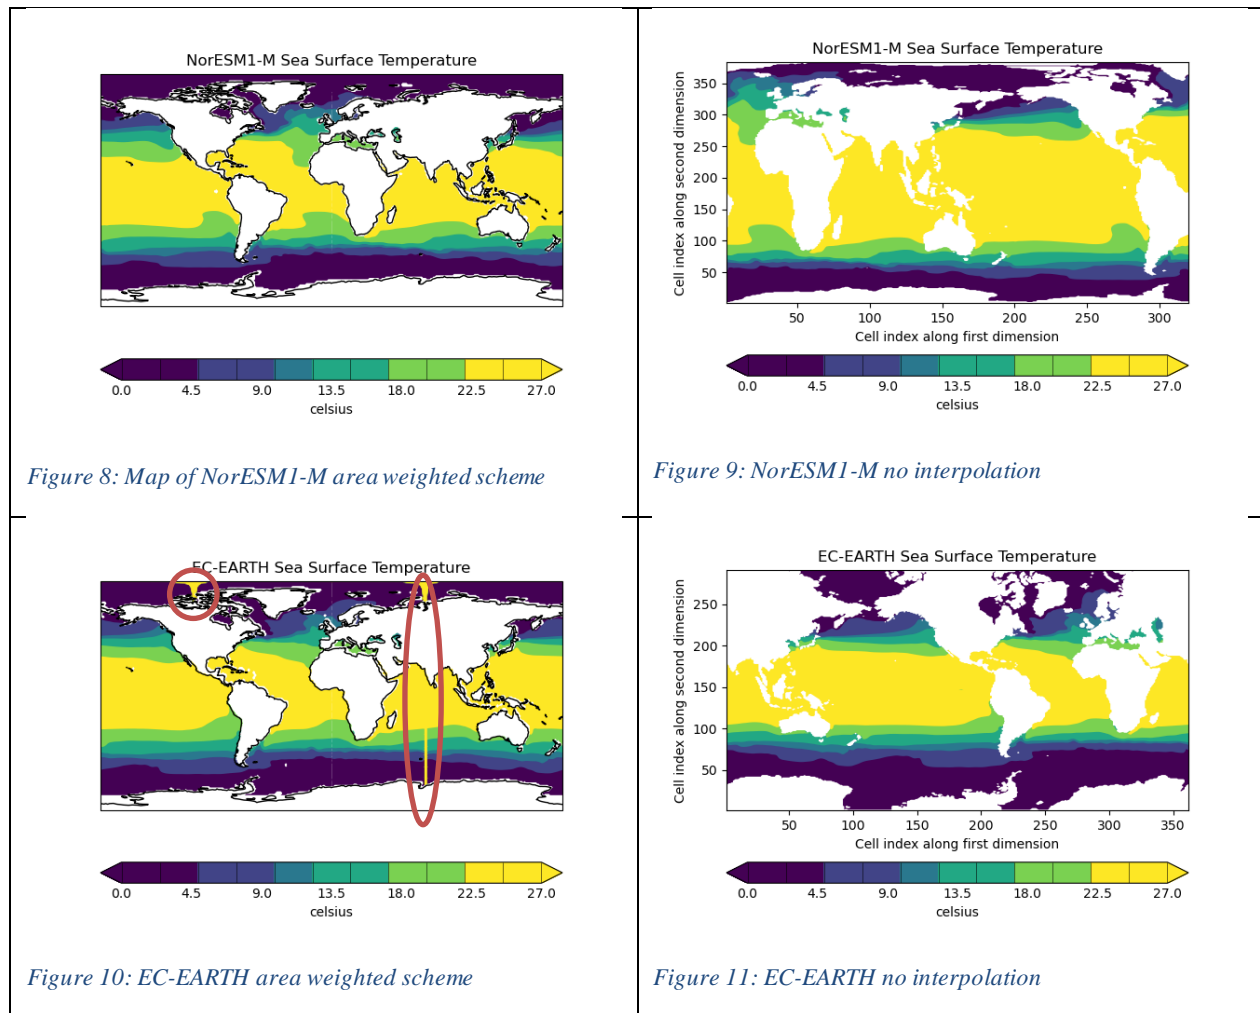 NorESM1-M Sea Surface Temperature
0.0 4.5 9.0 13.5 18.0 22.5 27.0
celsius
Figure 8: Map of NorESM1-M area weighted scheme
NorESM1-M Sea Surface Temperature
Cell index along second dimension
350
300
250
200
150
100
50
50 100 150 200 250 300
Cell index along first dimension
0.0 4.5 9.0 13.5 18.0 22.5 27.0
celsius
Figure 9: NorESM1-M no interpolation
EC-EARTH Sea Surface Temperature
0.0 4.5 9.0 13.5 18.0 22.5 27.0
celsius
Figure 10: EC-EARTH area weighted scheme
EC-EARTH Sea Surface Temperature
Cell index along second dimension
250
200
150
100
50
50 100 150 200 250 300 350
Cell index along first dimension
0.0 4.5 9.0 13.5 18.0 22.5 27.0
celsius
Figure 11: EC-EARTH no interpolation